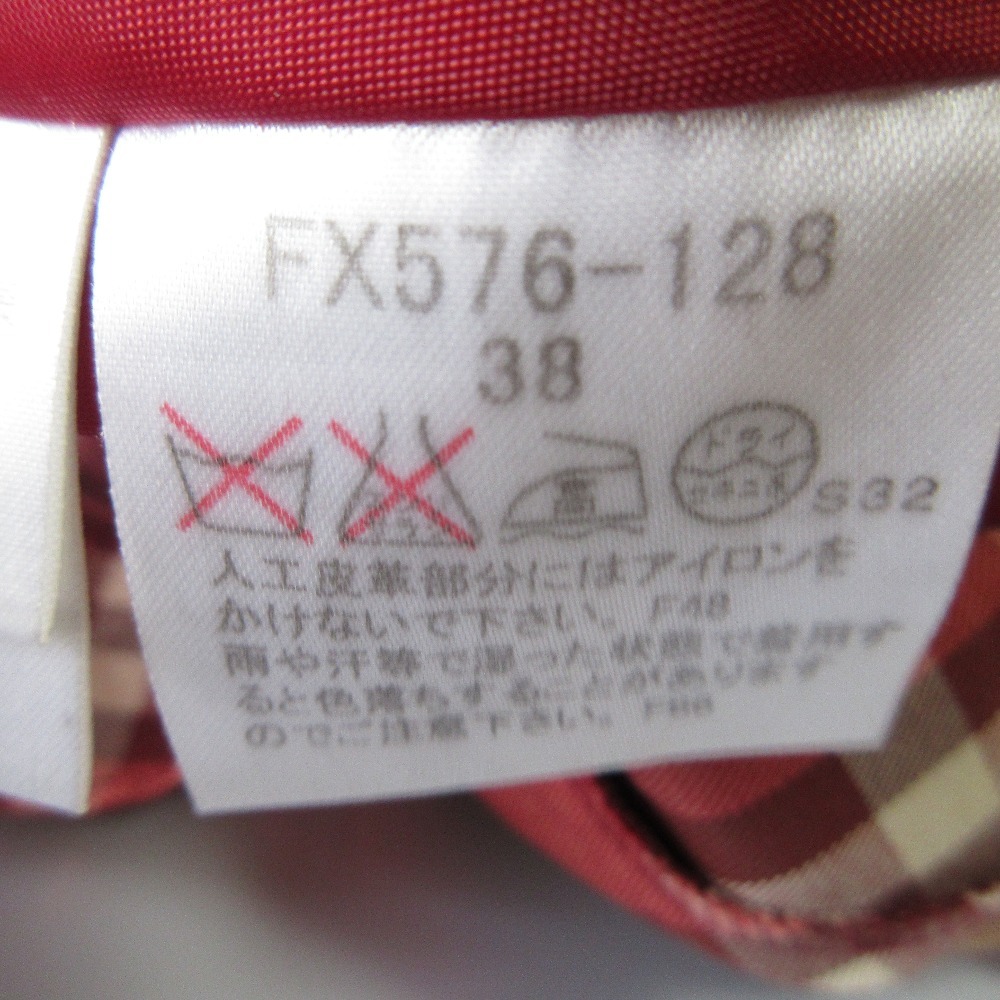 FX576-128
38
高 ドライ セキユ系 S32
人工皮革部分にはアイロンを
かけないで下さい。 F48
雨や汗等で湿った状態で着用す
ると色落ちすることがあります
のでご注意下さい。 F88